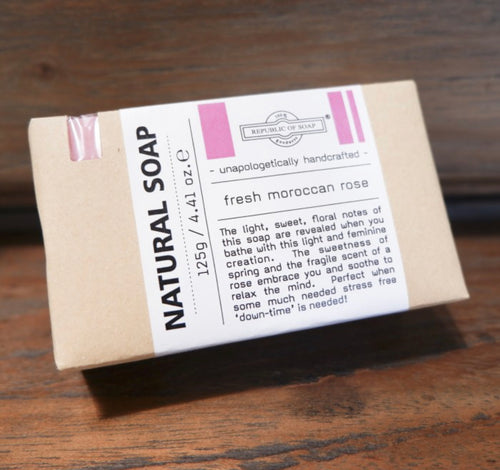 NATURAL SOAP
125g / 4.41 oz. ℮
REPUBLIC OF SOAP
®
- unapologetically handcrafted -
fresh moroccan rose
The light, sweet, floral notes of
this soap are revealed when you
bathe with this light and feminine
creation. The sweetness of
spring and the fragile scent of a
rose embrace you and soothe to
relax the mind. Perfect when
some much needed stress free
'down-time' is needed!